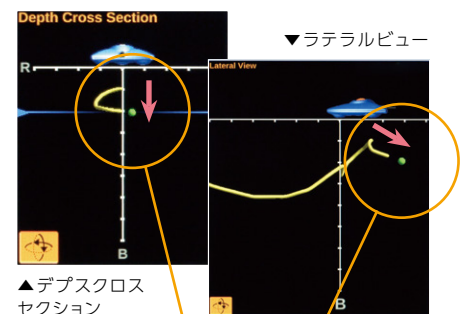 Depth Cross Section
▼ラテラルビュー
R
Lateral View
B
▲デプスクロス
セクション
B